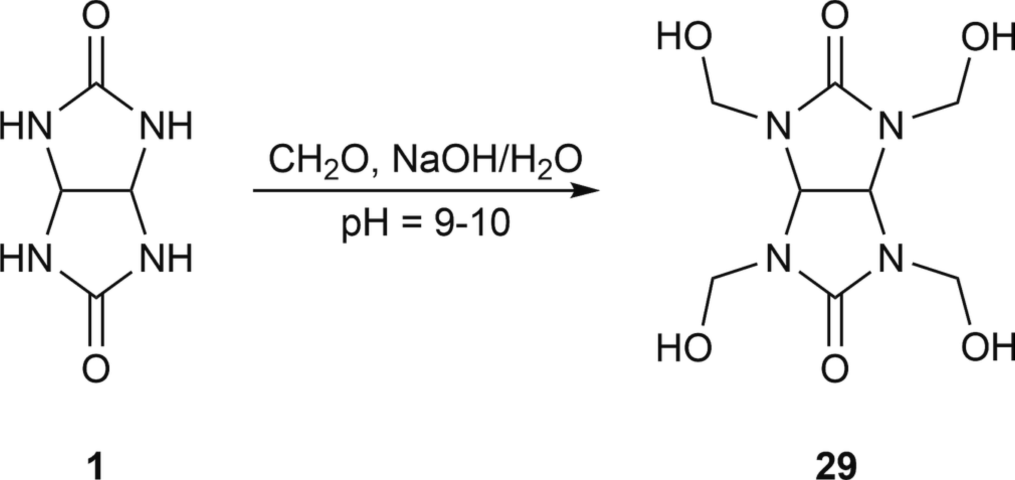 O O
HO OH
HN NH N N
CH₂O, NaOH/H₂O
pH = 9-10
HN NH N N
HO OH
O O
1 29